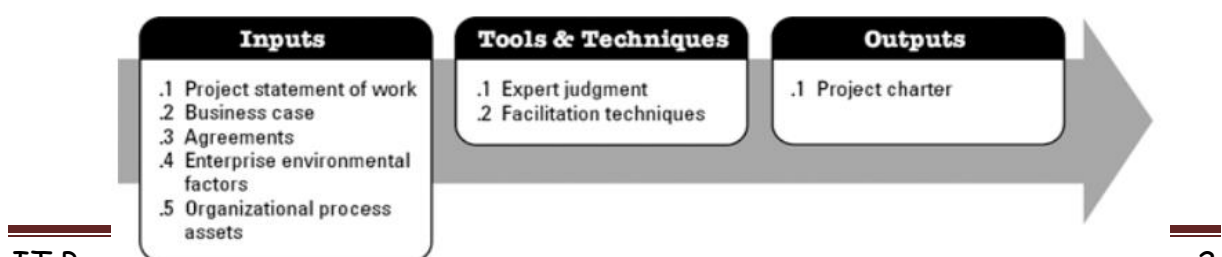 Inputs
.1 Project statement of work
.2 Business case
.3 Agreements
.4 Enterprise environmental
factors
.5 Organizational process
assets
Tools & Techniques
.1 Expert judgment
.2 Facilitation techniques
Outputs
.1 Project charter